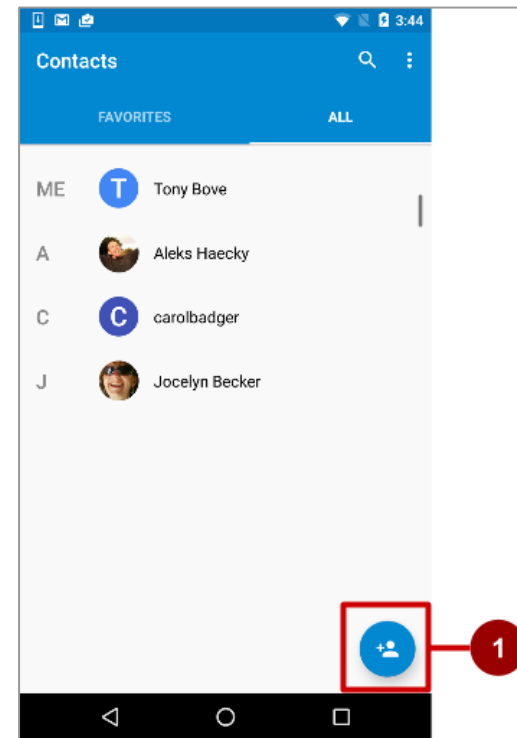 3:44
Contacts
FAVORITES ALL
ME T Tony Bove
A Aleks Haecky
C C carolbadger
J Jocelyn Becker
1